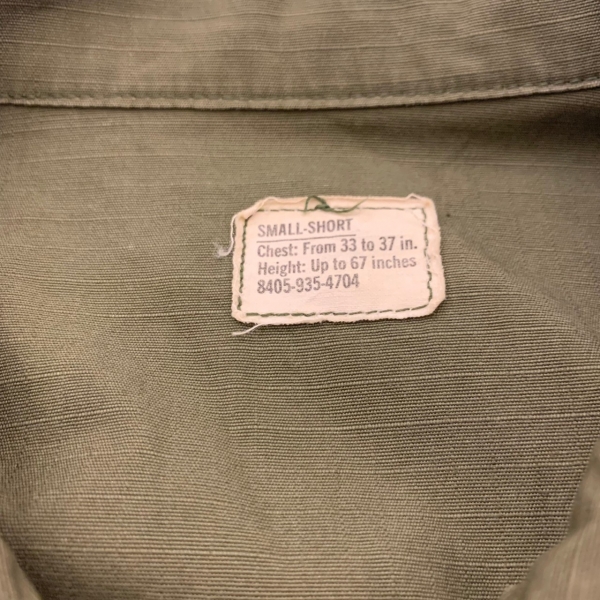 SMALL-SHORT
Chest: From 33 to 37 in.
Height: Up to 67 inches
8405-935-4704